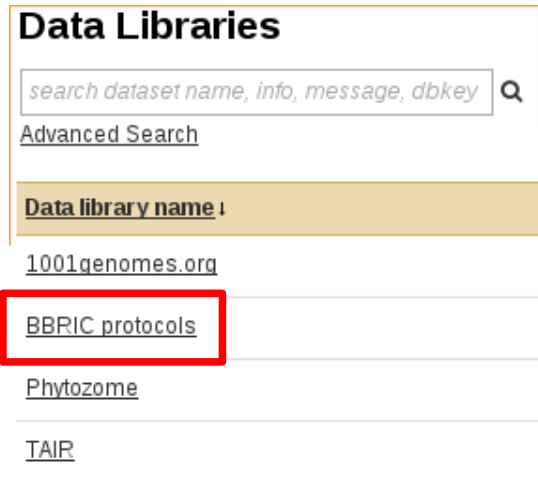 Data Libraries
search dataset name, info, message, dbkey
Advanced Search
Data library name↓
1001genomes.org
BBRIC protocols
Phytozome
TAIR